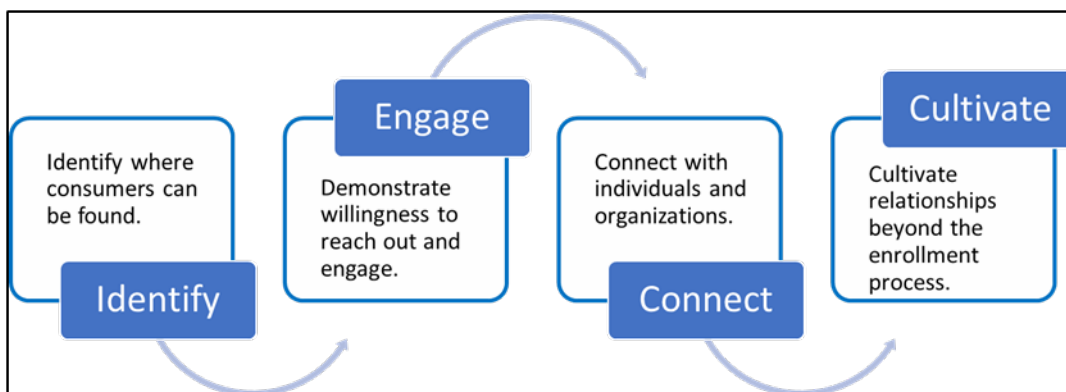 Identify where
consumers can
be found.
Identify
Engage
Demonstrate
willingness to
reach out and
engage.
Connect with
individuals and
organizations.
Connect
Cultivate
Cultivate
relationships
beyond the
enrollment
process.